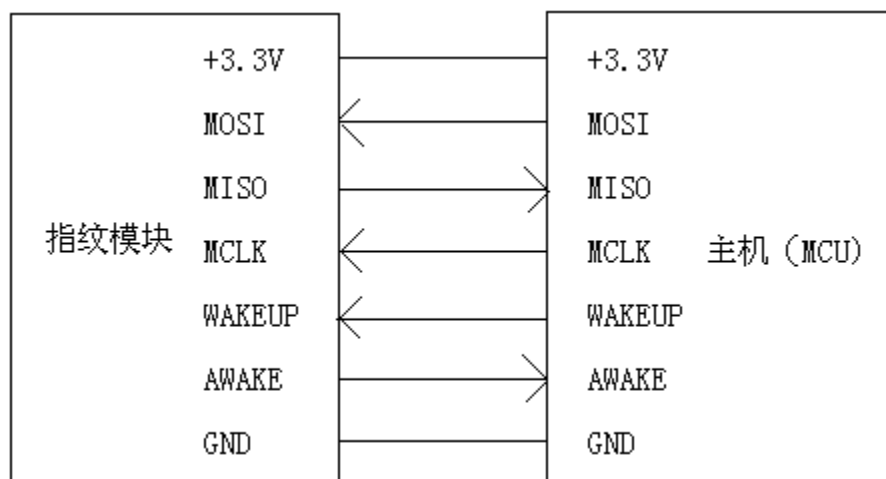 +3.3V +3.3V
MOSI MOSI
MISO MISO
指纹模块 MCLK MCLK 主机（MCU）
WAKEUP WAKEUP
AWAKE AWAKE
GND GND